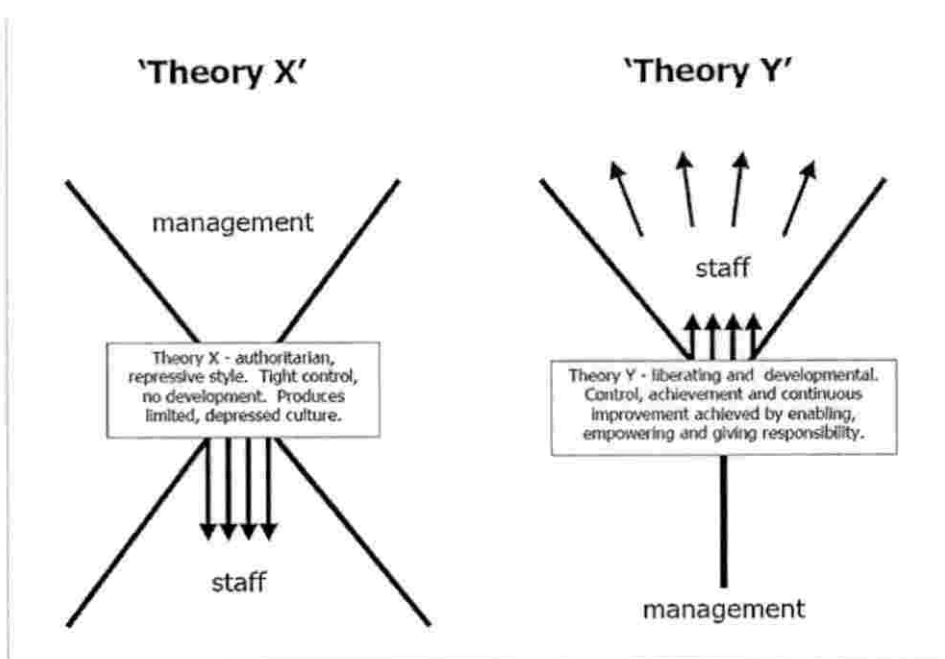 'Theory X'
management
Theory X - authoritarian,
repressive style. Tight control,
no development. Produces
limited, depressed culture.
staff
'Theory Y'
staff
Theory Y - liberating and developmental.
Control, achievement and continuous
improvement achieved by enabling,
empowering and giving responsibility.
management